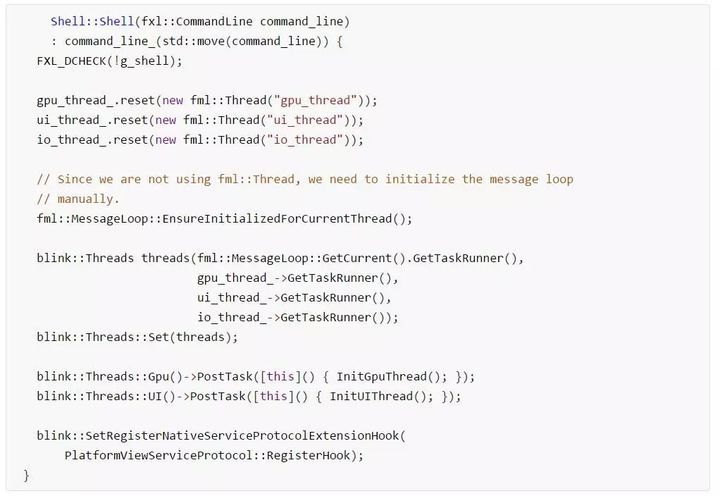 Shell::Shell(fxl::CommandLine command_line)
: command_line_(std::move(command_line)) {
FXL_DCHECK(!g_shell);
gpu_thread_.reset(new fml::Thread("gpu_thread"));
ui_thread_.reset(new fml::Thread("ui_thread"));
io_thread_.reset(new fml::Thread("io_thread"));
// Since we are not using fml::Thread, we need to initialize the message loop
// manually.
fml::MessageLoop::EnsureInitializedForCurrentThread();
blink::Threads threads(fml::MessageLoop::GetCurrent().GetTaskRunner(),
gpu_thread_->GetTaskRunner(),
ui_thread_->GetTaskRunner(),
io_thread_->GetTaskRunner());
blink::Threads::Set(threads);
blink::Threads::Gpu()->PostTask([this]() { InitGpuThread(); });
blink::Threads::UI()->PostTask([this]() { InitUIThread(); });
blink::SetRegisterNativeServiceProtocolExtensionHook(
PlatformViewServiceProtocol::RegisterHook);
}